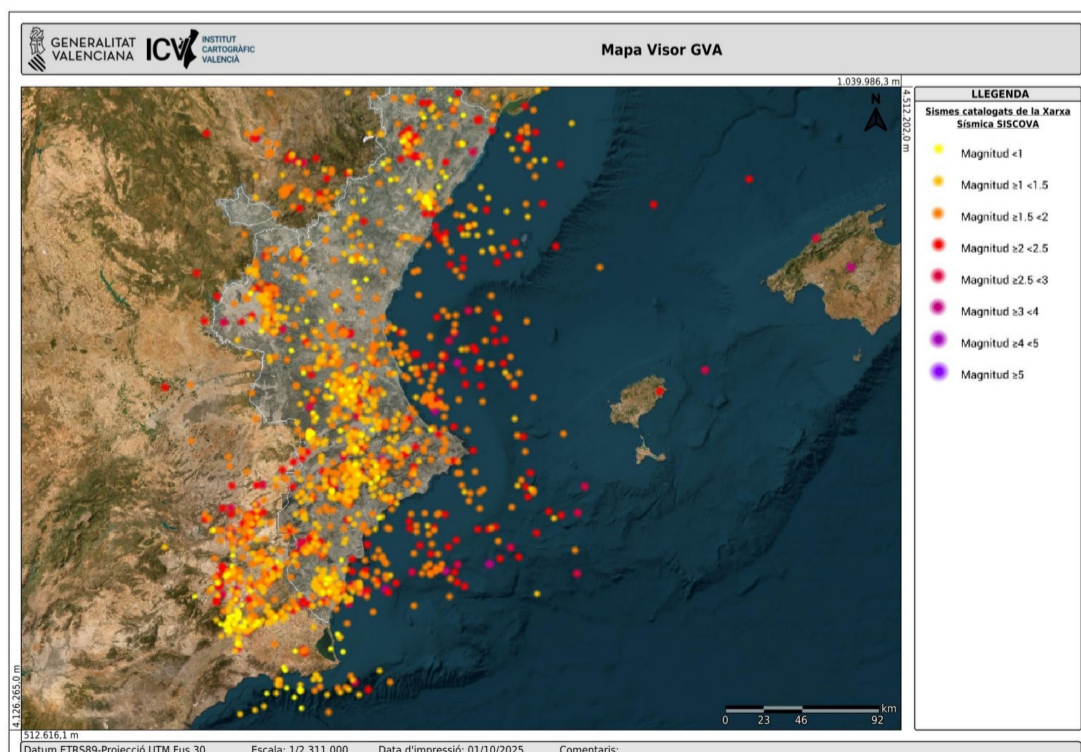 GENERALITAT
VALENCIANA
ICV
INSTITUT
CARTOGRÀFIC
VALENCIÀ
Mapa Visor GVA
1.039.986,3 m
4.512.202,0 m
N
LLEGENDA
Sismes catalogats de la Xarxa
Sísmica SISCOVA
Magnitud <1
Magnitud ≥1 <1.5
Magnitud ≥1.5 <2
Magnitud ≥2 <2.5
Magnitud ≥2.5 <3
Magnitud ≥3 <4
Magnitud ≥4 <5
Magnitud ≥5
km
0 23 46 92
4.126.265,0 m
512.616,1 m
Datum ETRS89-Projecció UTM Fus 30 Escala: 1/2.311.000 Data d'impressió: 01/10/2025 Comentaris: